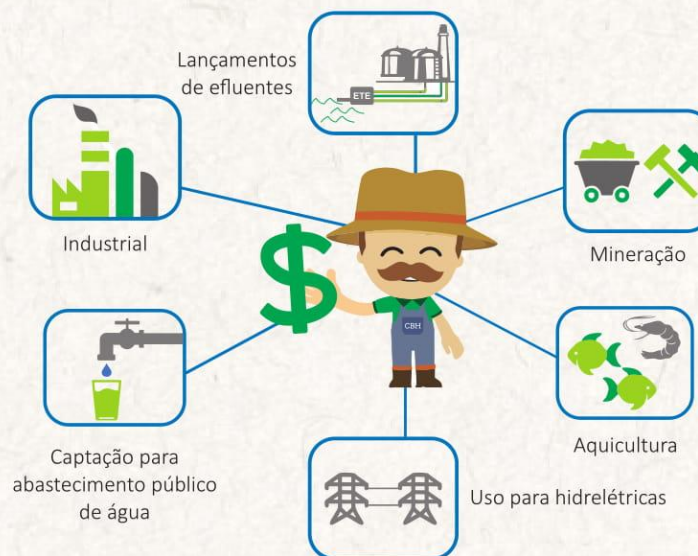 Lançamentos
de efluentes
ETE
Industrial
Mineração
$
CBH
Captação para
abastecimento público
de água
Aquicultura
Uso para hidrelétricas